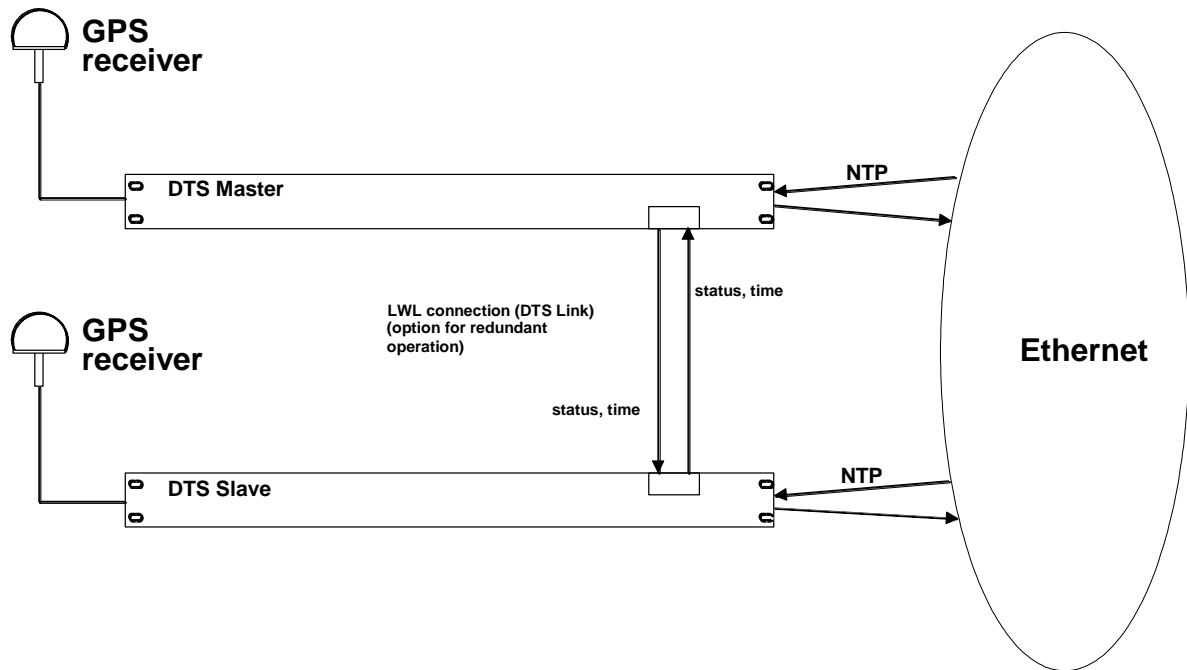 GPS
receiver
DTS Master
NTP
status, time
LWL connection (DTS Link)
(option for redundant
operation)
GPS
receiver
Ethernet
status, time
DTS Slave
NTP